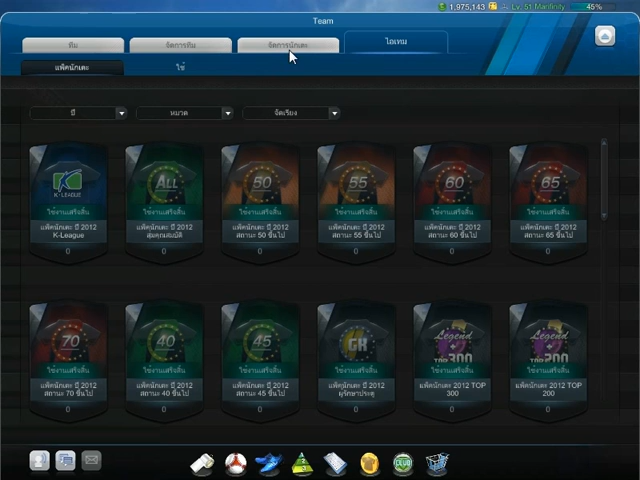 1,975,143
Lv. 51 Manfinity
45%
Team
ทีม
จัดการทีม
จัดการนักเตะ
ไอเทม
แพ็คนักเตะ
ใช้
ปี
หมวด
จัดเรียง
K-LEAGUE
ALL
50
55
60
65
ใช้งานเสร็จสิ้น
ใช้งานเสร็จสิ้น
ใช้งานเสร็จสิ้น
ใช้งานเสร็จสิ้น
ใช้งานเสร็จสิ้น
ใช้งานเสร็จสิ้น
แพ็คนักเตะ ปี 2012
K-League
แพ็คนักเตะ ปี 2012
สุ่มคุณสมบัติ
แพ็คนักเตะ ปี 2012
สถานะ 50 ขึ้นไป
แพ็คนักเตะ ปี 2012
สถานะ 55 ขึ้นไป
แพ็คนักเตะ ปี 2012
สถานะ 60 ขึ้นไป
แพ็คนักเตะ ปี 2012
สถานะ 65 ขึ้นไป
0
0
0
0
0
0
70
40
45
GK
Legend
TOP 300
Legend
TOP 200
ใช้งานเสร็จสิ้น
ใช้งานเสร็จสิ้น
ใช้งานเสร็จสิ้น
ใช้งานเสร็จสิ้น
ใช้งานเสร็จสิ้น
ใช้งานเสร็จสิ้น
แพ็คนักเตะ ปี 2012
สถานะ 70 ขึ้นไป
แพ็คนักเตะ ปี 2012
สถานะ 40 ขึ้นไป
แพ็คนักเตะ ปี 2012
สถานะ 45 ขึ้นไป
แพ็คนักเตะ ปี 2012
ผู้รักษาประตู
แพ็คนักเตะ 2012 TOP
300
แพ็คนักเตะ 2012 TOP
200
0
0
0
0
0
0
CLUB